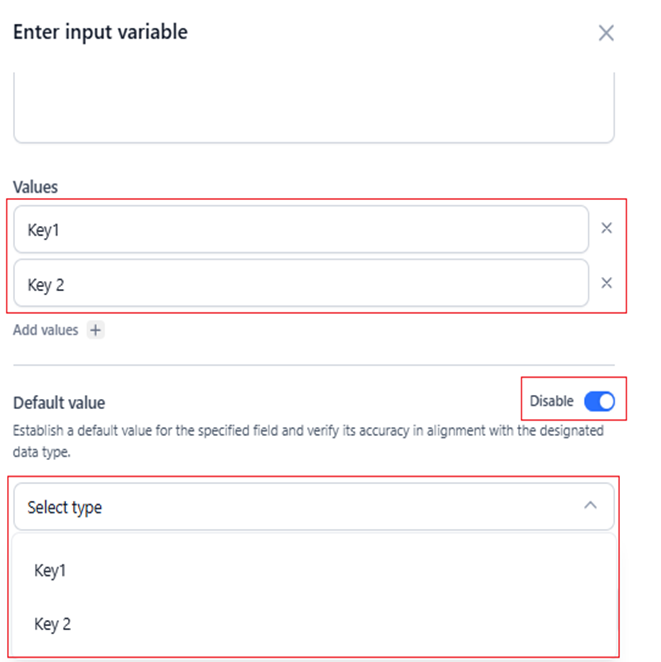 Enter input variable
Values
Key1
Key 2
Add values
Default value
Disable
Establish a default value for the specified field and verify its accuracy in alignment with the designated
data type.
Select type
Key1
Key 2